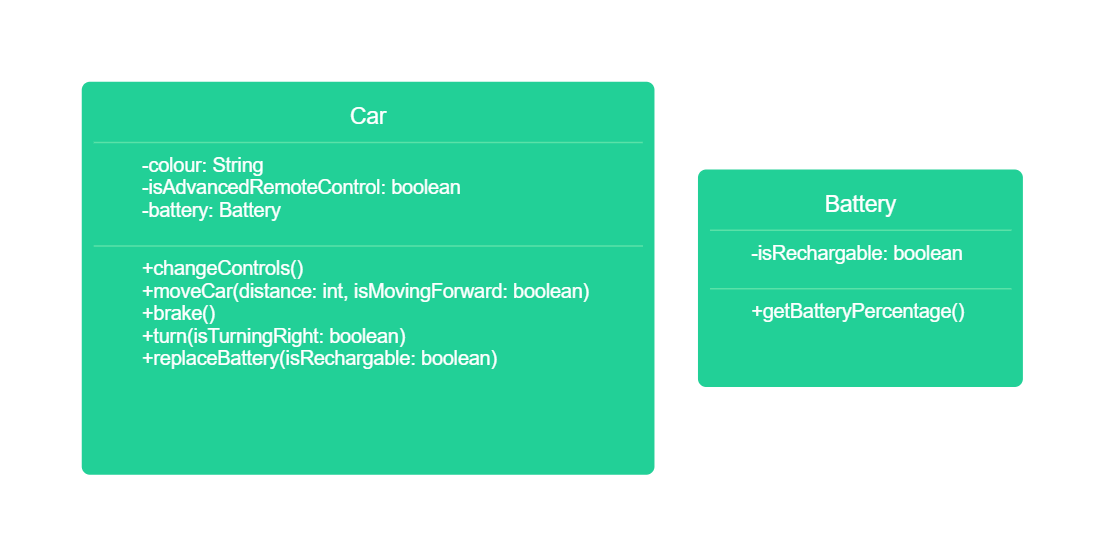 Car
-colour: String
-isAdvancedRemoteControl: boolean
-battery: Battery
+changeControls()
+moveCar(distance: int, isMovingForward: boolean)
+brake()
+turn(isTurningRight: boolean)
+replaceBattery(isRechargable: boolean)
Battery
-isRechargable: boolean
+getBatteryPercentage()